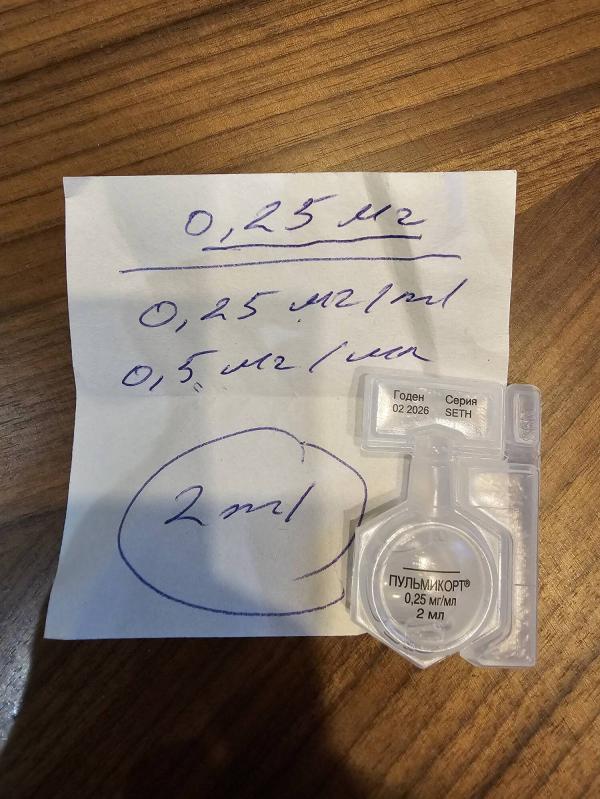 0,25 мг
0,25 мг/ml
0,5 мг/мл
2 ml
Годен Серия
02 2026 SETH
ПУЛЬМИКОРТ®
0,25 мг/мл
2 мл